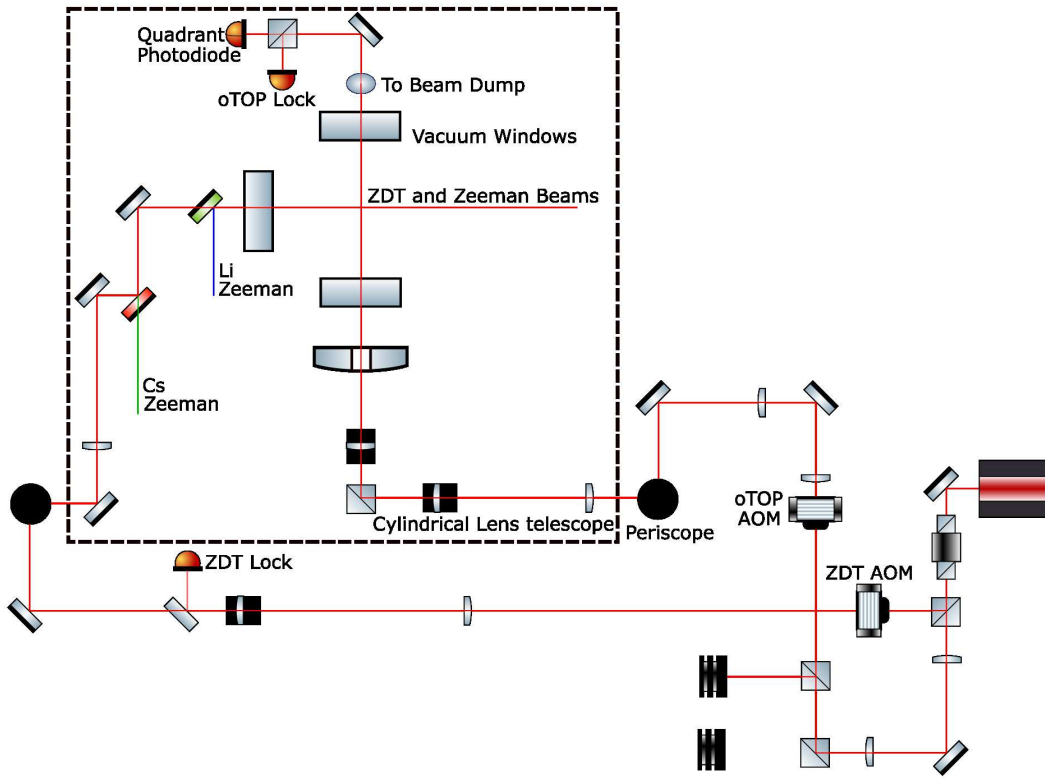 Quadrant
Photodiode
To Beam Dump
oTOP Lock
Vacuum Windows
ZDT and Zeeman Beams
Li
Zeeman
Cs
Zeeman
oTOP
AOM
Cylindrical Lens telescope
Periscope
ZDT Lock
ZDT AOM